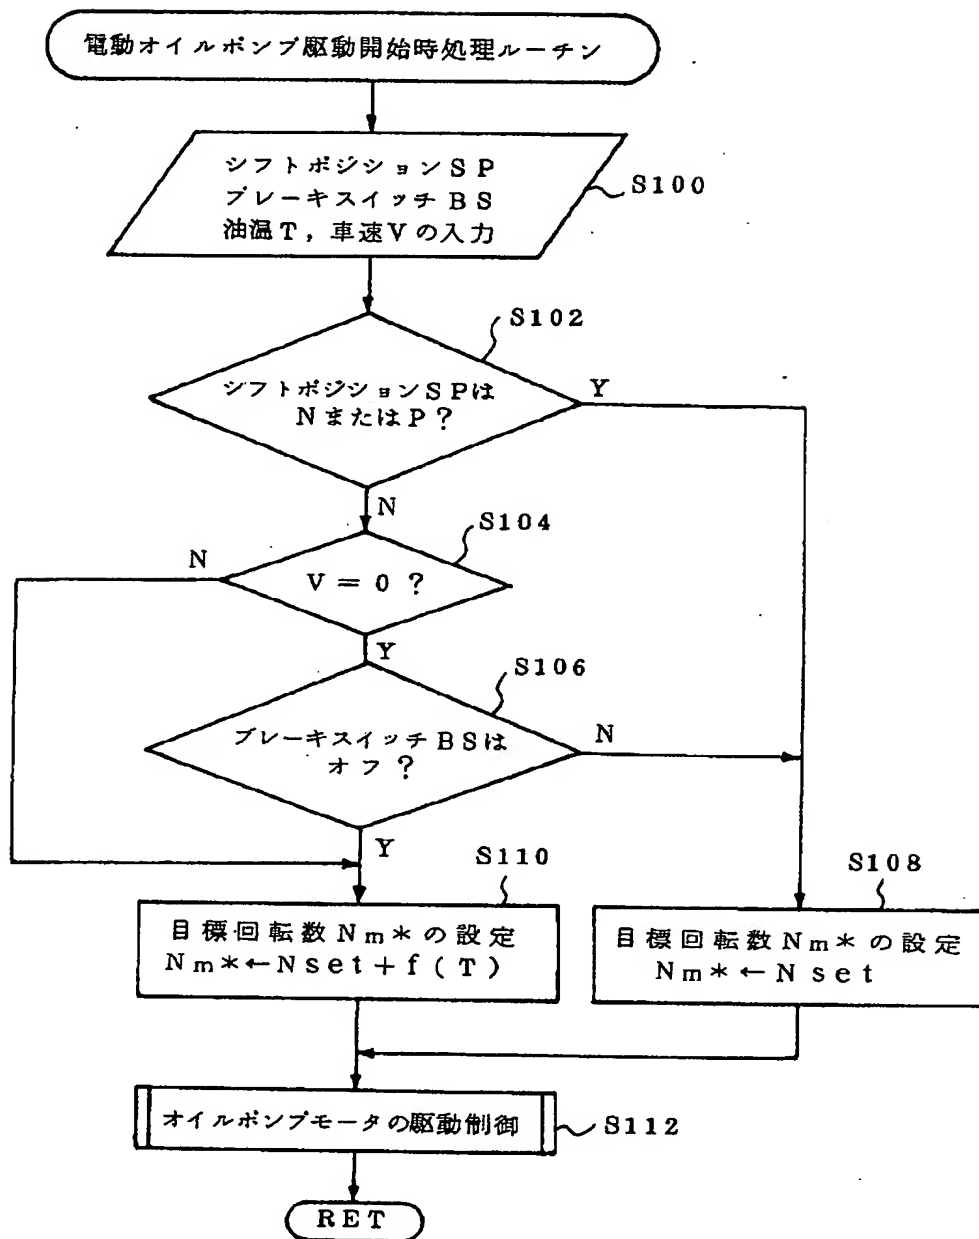 電動オイルポンプ駆動開始時処理ルーチン
シフトポジションSP
ブレーキスイッチBS
油温T,車速Vの入力
S100
S102
シフトポジションSPは
NまたはP?
Y
N
S104
N
V=0?
Y
S106
ブレーキスイッチBSは
オフ?
N
Y
S110
S108
目標回転数Nm*の設定
Nm*←Nset+f(T)
目標回転数Nm*の設定
Nm*←Nset
オイルポンプモータの駆動制御
S112
RET